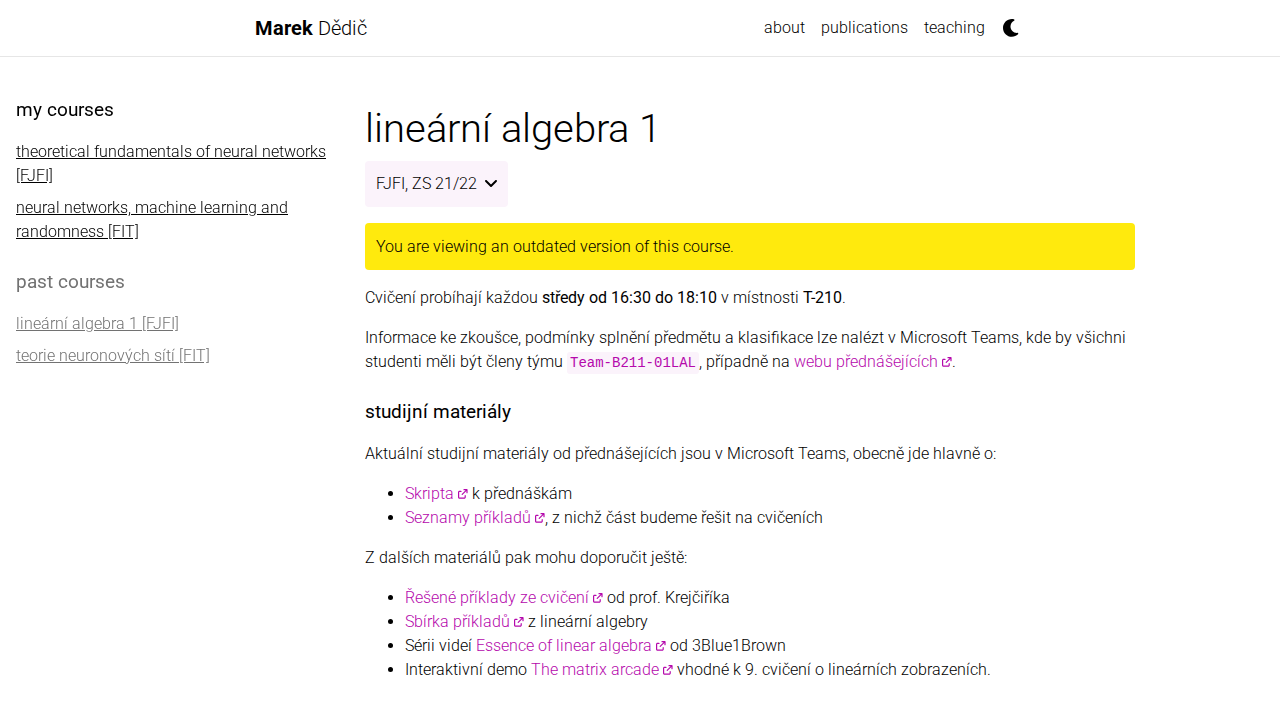 Marek Dědič
about publications teaching
my courses
theoretical fundamentals of neural networks
[FJFI]
neural networks, machine learning and
randomness [FIT]
past courses
lineární algebra 1 [FJFI]
teorie neuronových sítí [FIT]
lineární algebra 1
FJFI, ZS 21/22
You are viewing an outdated version of this course.
Cvičení probíhají každou středy od 16:30 do 18:10 v místnosti T-210.
Informace ke zkoušce, podmínky splnění předmětu a klasifikace lze nalézt v Microsoft Teams, kde by všichni
studenti měli být členy týmu Team-B211-01LAL, případně na webu přednášejících.
studijní materiály
Aktuální studijní materiály od přednášejících jsou v Microsoft Teams, obecně jde hlavně o:
• Skripta k přednáškám
• Seznamy příkladů, z nichž část budeme řešit na cvičeních
Z dalších materiálů pak mohu doporučit ještě:
• Řešené příklady ze cvičení od prof. Krejčiříka
• Sbírka příkladů z lineární algebry
• Sérii videí Essence of linear algebra od 3Blue1Brown
• Interaktivní demo The matrix arcade vhodné k 9. cvičení o lineárních zobrazeních.